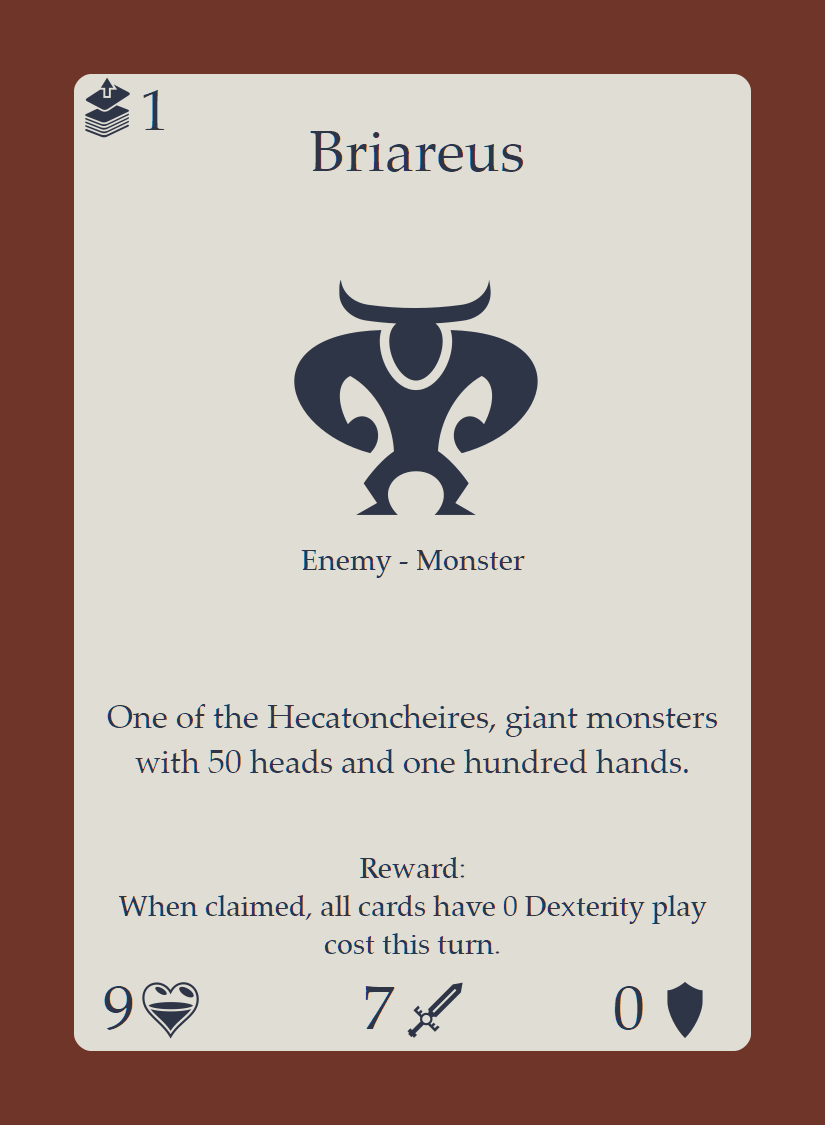 1
Briareus
Enemy - Monster
One of the Hecatoncheires, giant monsters
with 50 heads and one hundred hands.
Reward:
When claimed, all cards have 0 Dexterity play
cost this turn.
9 7 0